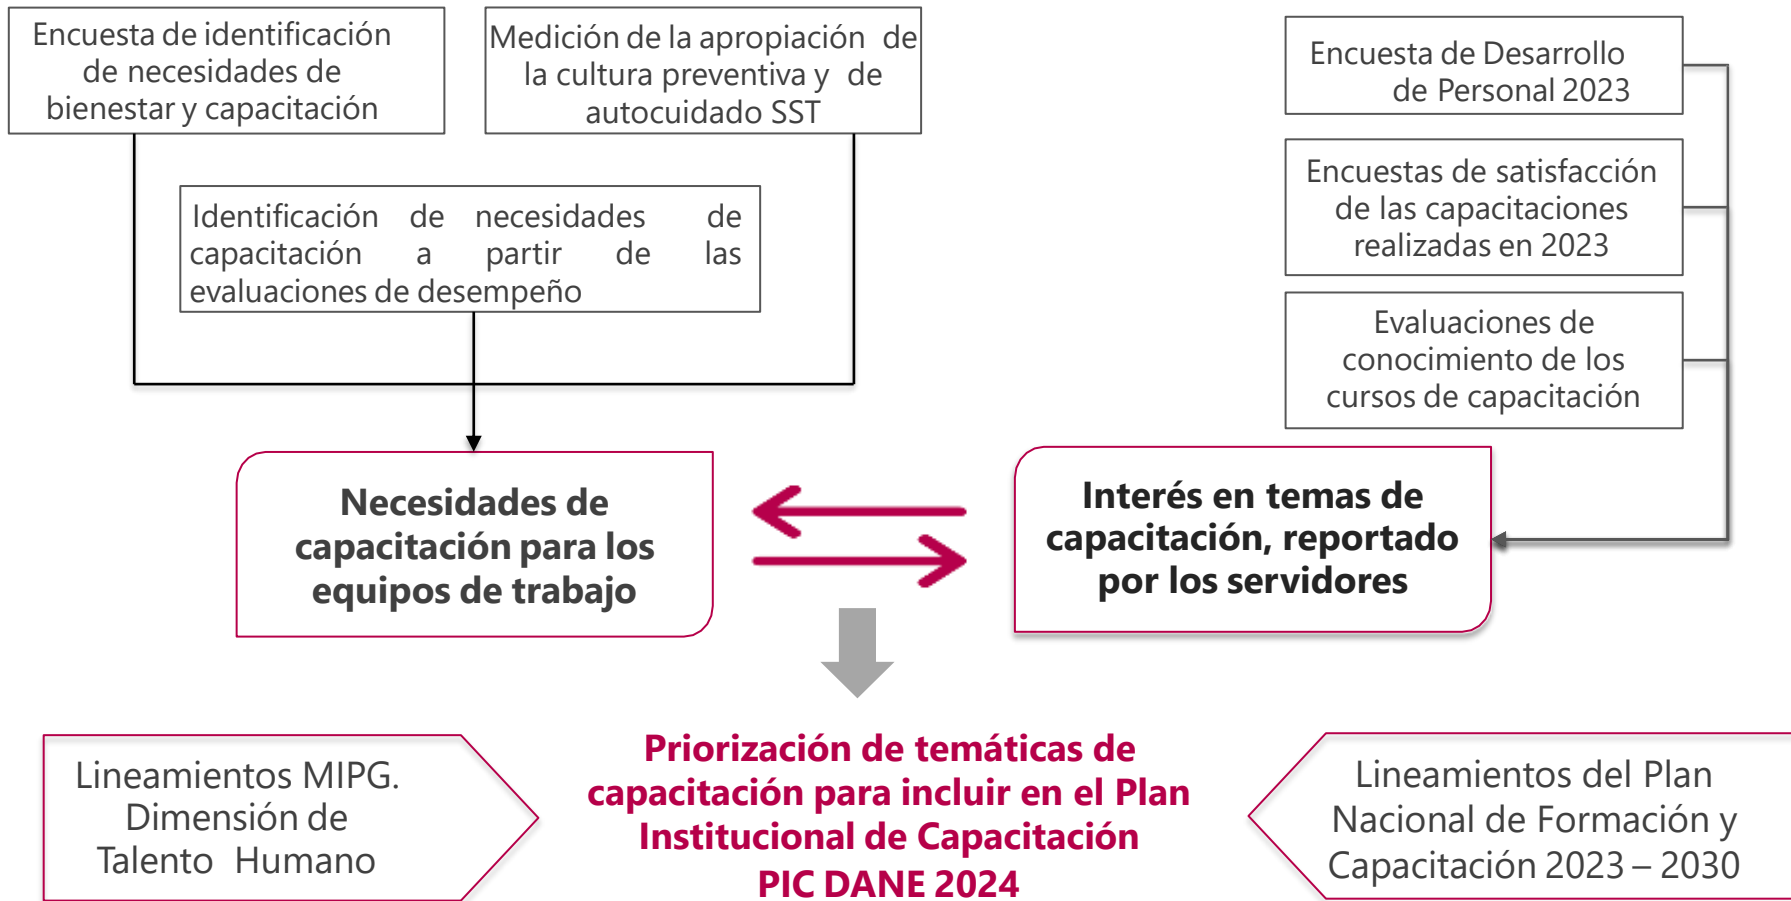 Encuesta de identificación
de necesidades de
bienestar y capacitación
Medición de la apropiación de
la cultura preventiva y de
autocuidado SST
Identificación de necesidades de
capacitación a partir de las
evaluaciones de desempeño
Encuesta de Desarrollo
de Personal 2023
Encuestas de satisfacción
de las capacitaciones
realizadas en 2023
Evaluaciones de
conocimiento de los
cursos de capacitación
Necesidades de
capacitación para los
equipos de trabajo
Interés en temas de
capacitación, reportado
por los servidores
Lineamientos MIPG.
Dimensión de
Talento Humano
Priorización de temáticas de
capacitación para incluir en el Plan
Institucional de Capacitación
PIC DANE 2024
Lineamientos del Plan
Nacional de Formación y
Capacitación 2023 – 2030